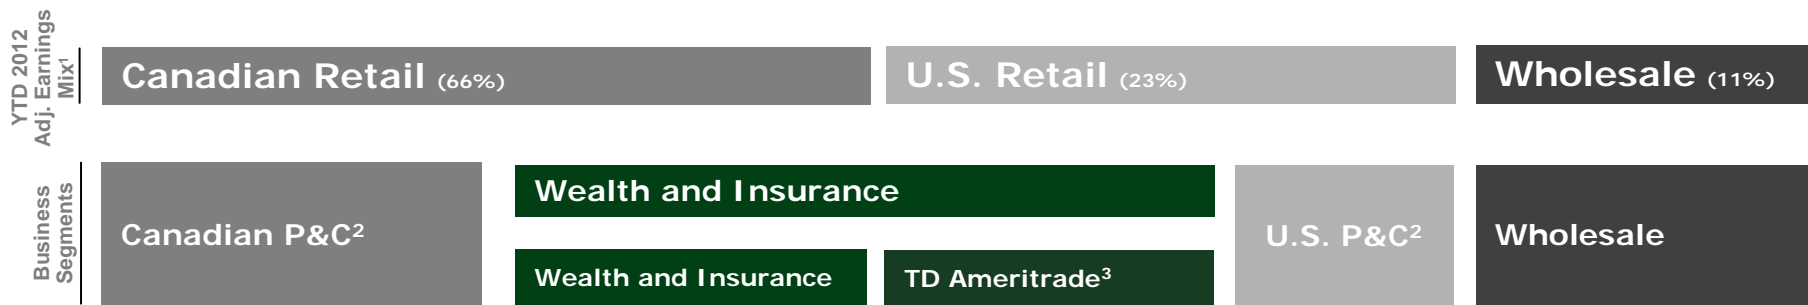 YTD 2012
Adj. Earnings
Mix¹
Canadian Retail (66%)
U.S. Retail (23%)
Wholesale (11%)
Business
Segments
Canadian P&C²
Wealth and Insurance
Wealth and Insurance
TD Ameritrade³
U.S. P&C²
Wholesale